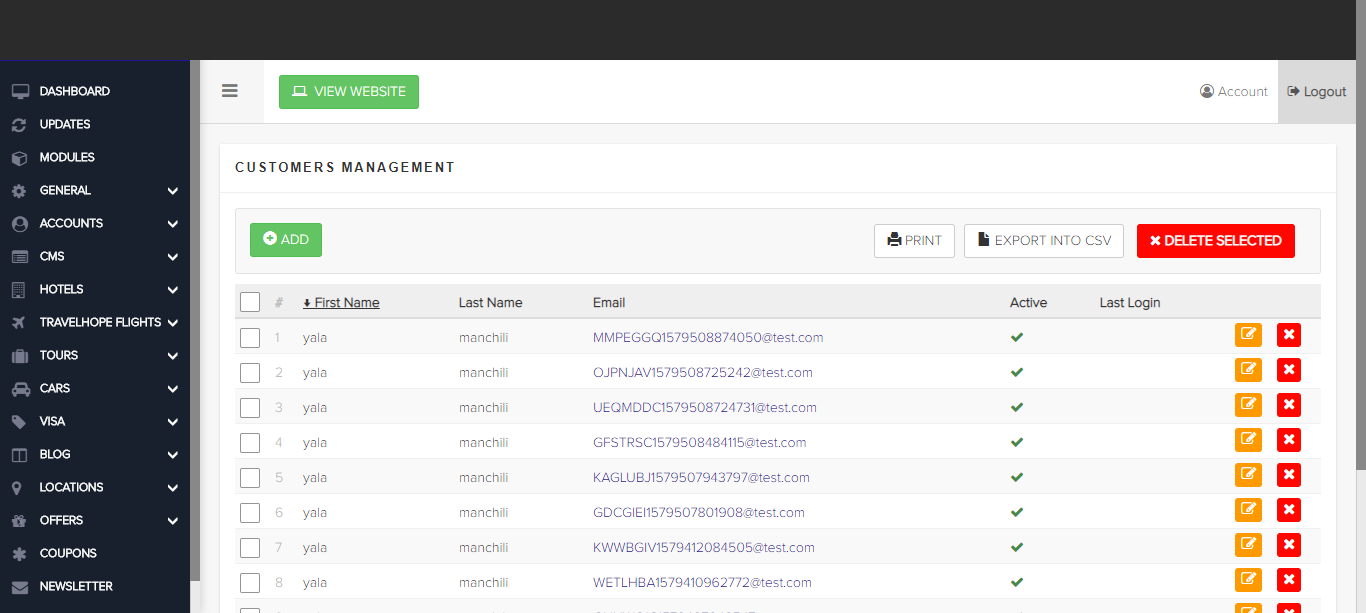 VIEW WEBSITE
Account
Logout
DASHBOARD
UPDATES
MODULES
GENERAL
ACCOUNTS
CMS
HOTELS
TRAVELHOPE FLIGHTS
TOURS
CARS
VISA
BLOG
LOCATIONS
OFFERS
COUPONS
NEWSLETTER
CUSTOMERS MANAGEMENT
ADD
PRINT
EXPORT INTO CSV
DELETE SELECTED
# First Name Last Name Email Active Last Login
1 yala manchili MMPEGGQ1579508874050@test.com
2 yala manchili OJPNJAV1579508725242@test.com
3 yala manchili UEQMDDC1579508724731@test.com
4 yala manchili GFSTRSC1579508484115@test.com
5 yala manchili KAGLUBJ1579507943797@test.com
6 yala manchili GDCGIEI1579507801908@test.com
7 yala manchili KWWBGIV1579412084505@test.com
8 yala manchili WETLHBA1579410962772@test.com